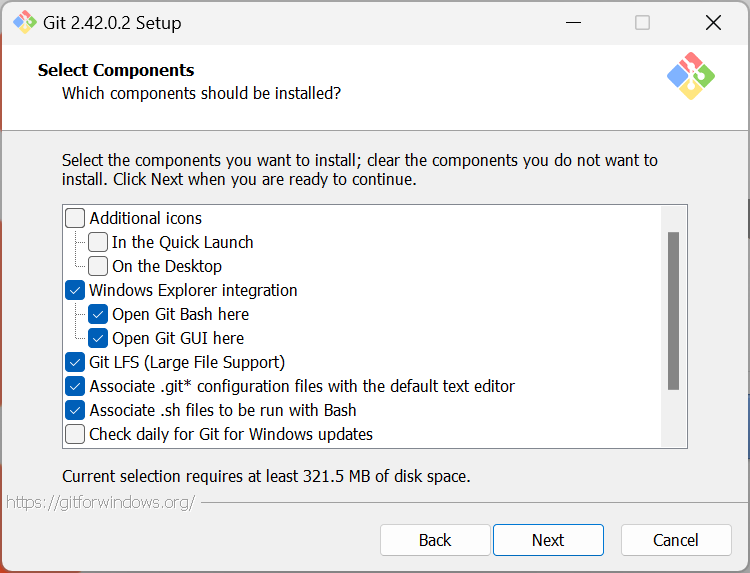 Git 2.42.0.2 Setup
Select Components
Which components should be installed?
Select the components you want to install; clear the components you do not want to
install. Click Next when you are ready to continue.
Additional icons
In the Quick Launch
On the Desktop
Windows Explorer integration
Open Git Bash here
Open Git GUI here
Git LFS (Large File Support)
Associate .git* configuration files with the default text editor
Associate .sh files to be run with Bash
Check daily for Git for Windows updates
Current selection requires at least 321.5 MB of disk space.
https://gitforwindows.org/
Back
Next
Cancel